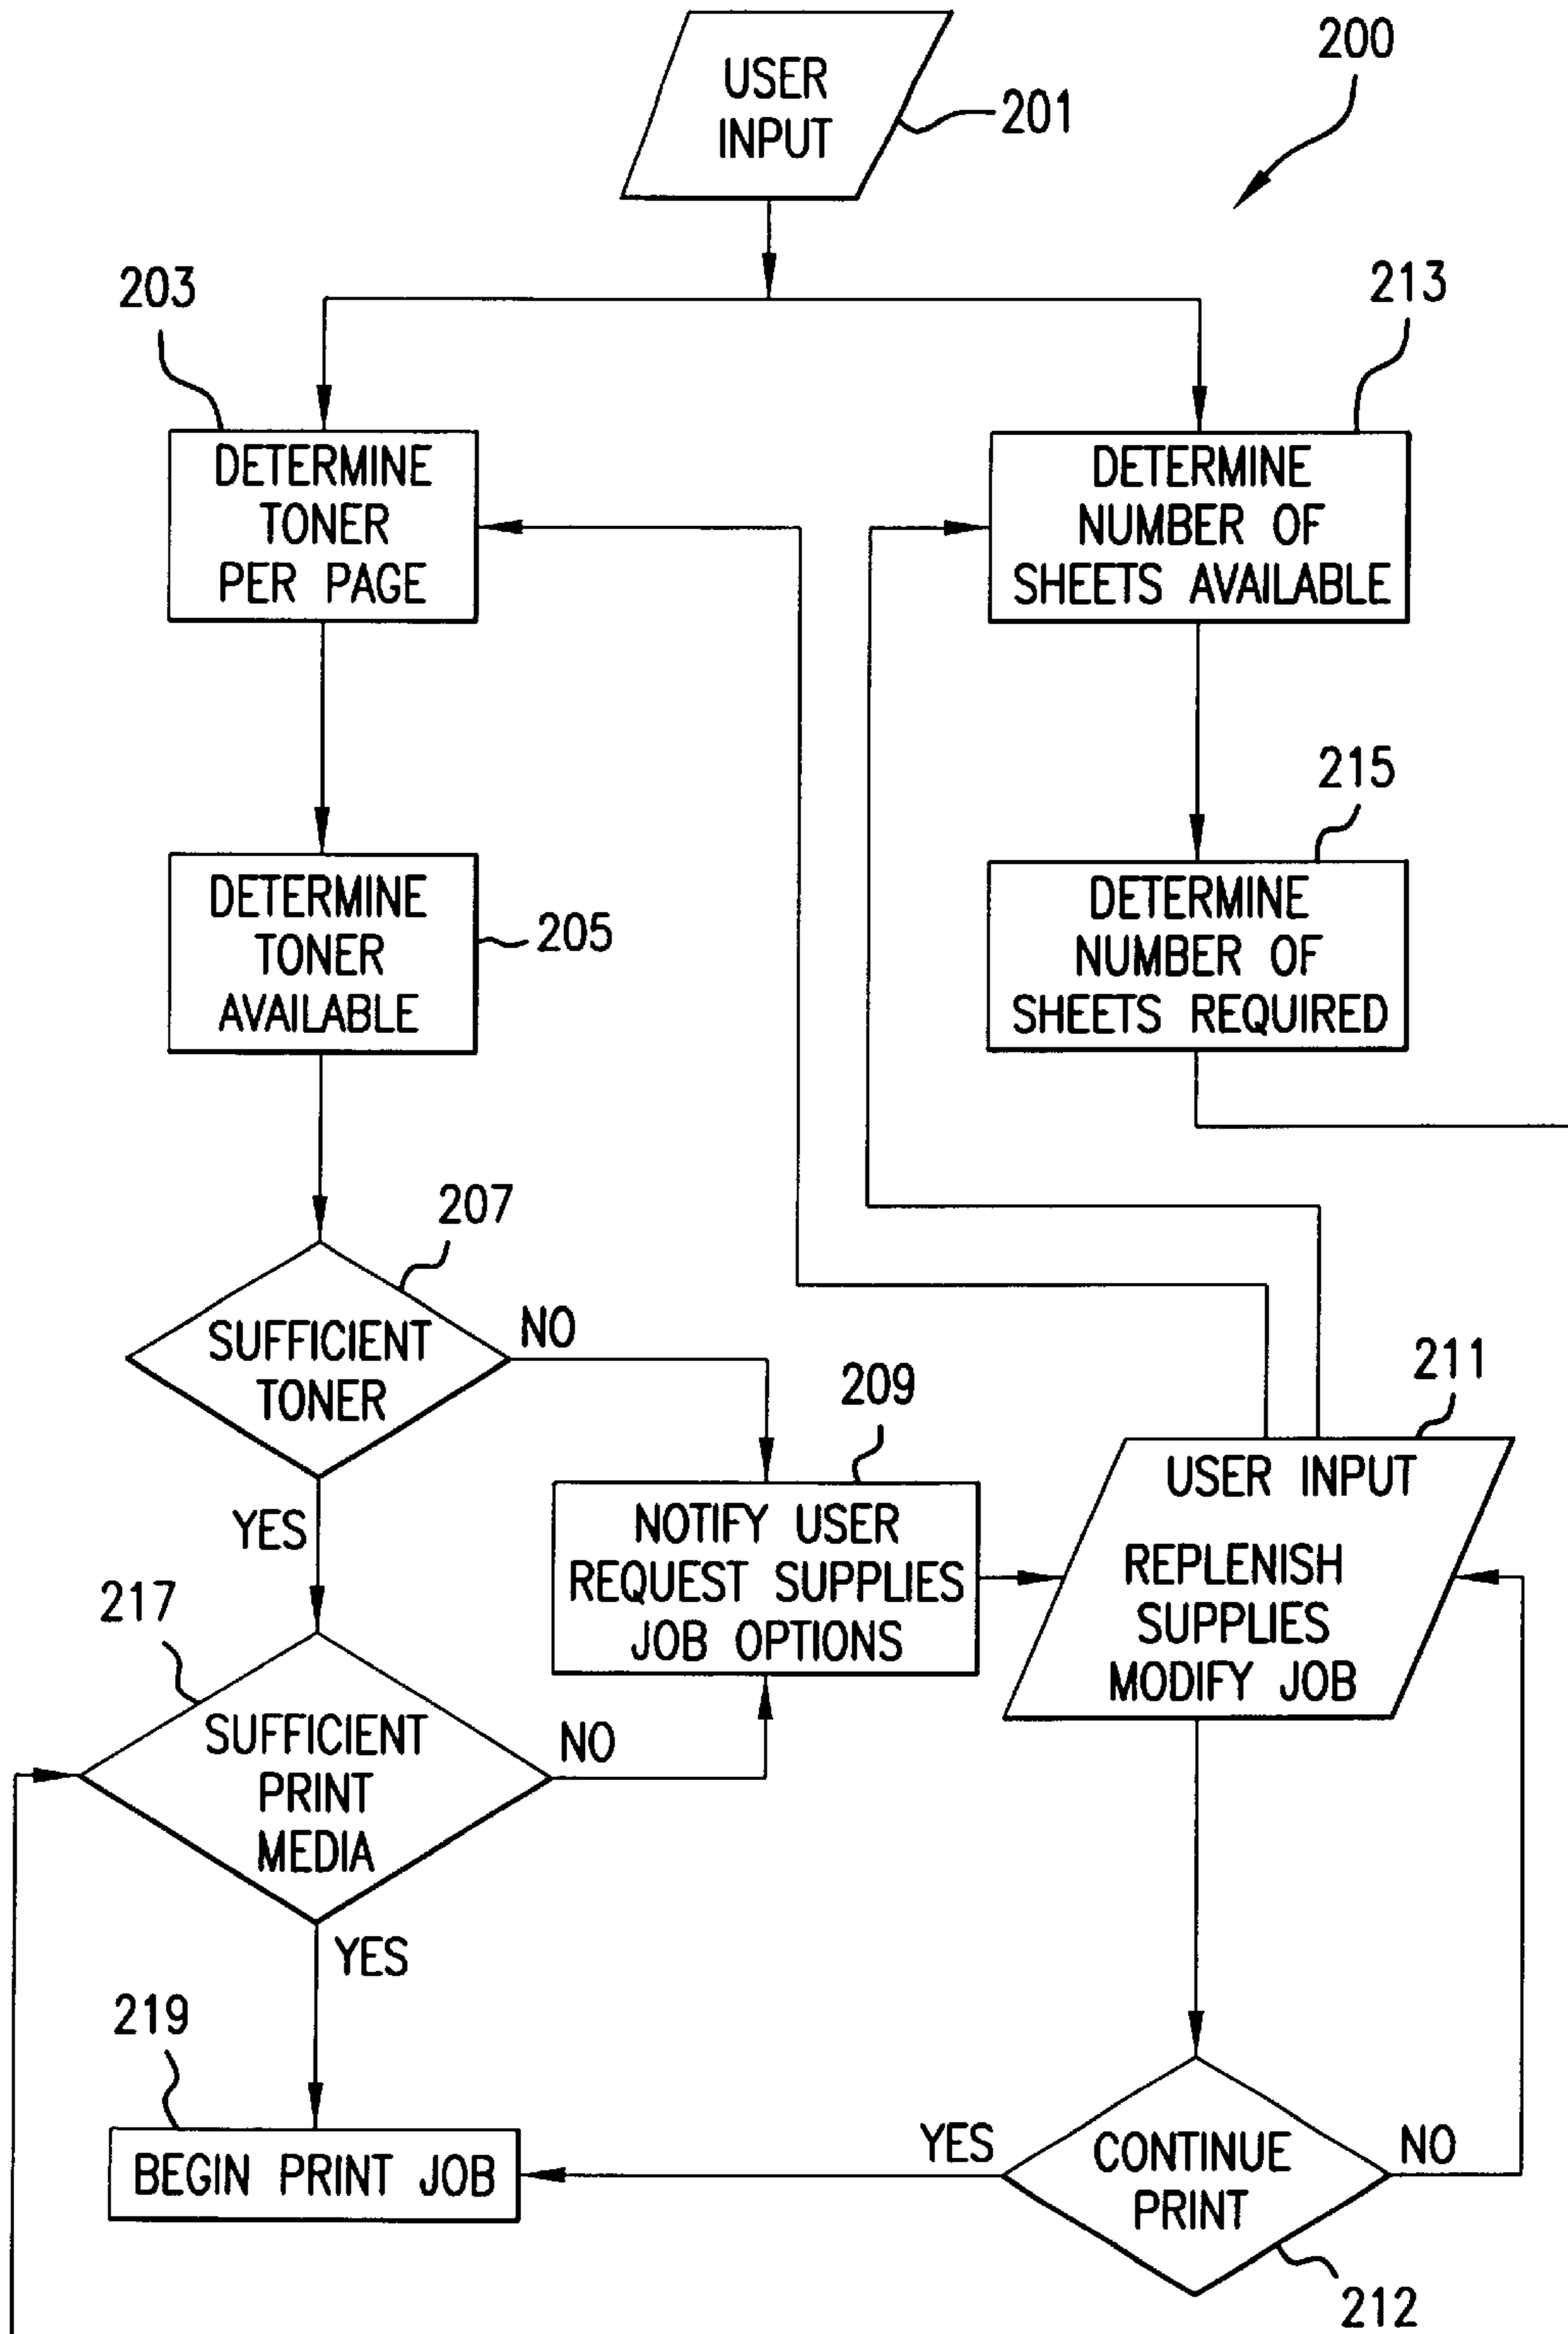 200
USER
INPUT
201
203
213
DETERMINE
TONER
PER PAGE
DETERMINE
NUMBER OF
SHEETS AVAILABLE
215
DETERMINE
TONER
AVAILABLE
205
DETERMINE
NUMBER OF
SHEETS REQUIRED
207
SUFFICIENT
TONER
NO
YES
209
211
NOTIFY USER
REQUEST SUPPLIES
JOB OPTIONS
USER INPUT
REPLENISH
SUPPLIES
MODIFY JOB
217
SUFFICIENT
PRINT
MEDIA
NO
YES
219
BEGIN PRINT JOB
YES
CONTINUE
PRINT
NO
212